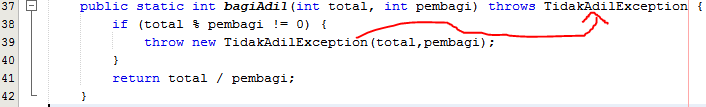 37 public static int bagiAdil(int total, int pembagi) throws TidakAdilException {
38 if (total % pembagi != 0) {
39 throw new TidakAdilException(total,pembagi);
40 }
41 return total / pembagi;
42 }